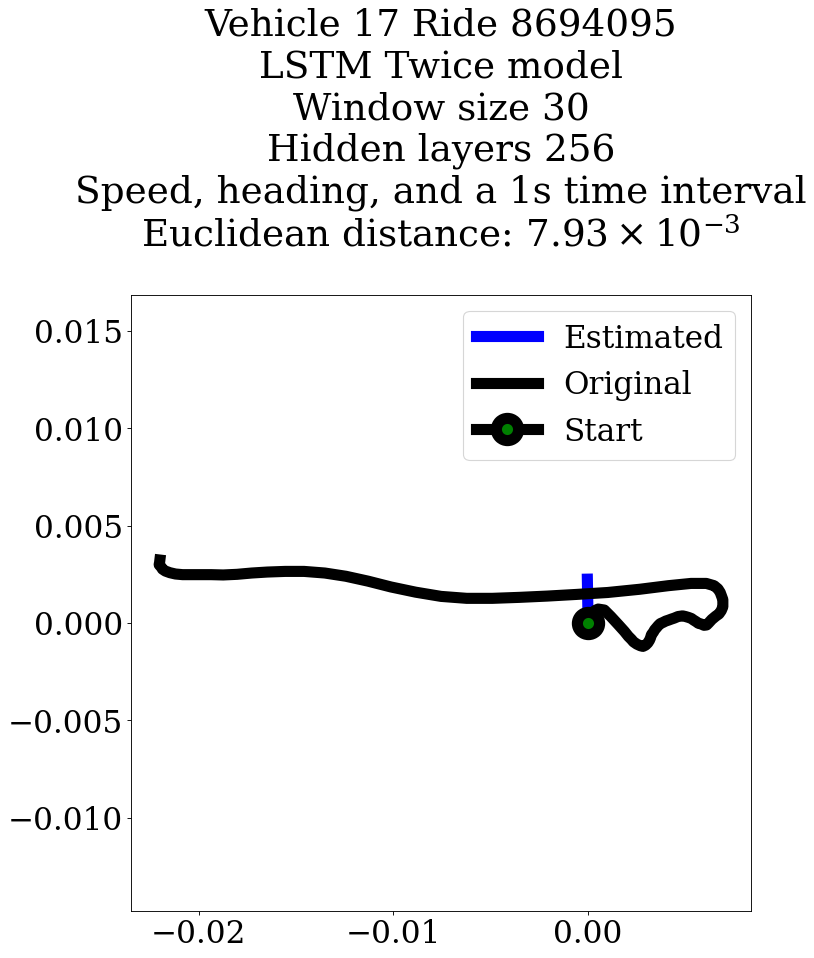 Vehicle 17 Ride 8694095
LSTM Twice model
Window size 30
Hidden layers 256
Speed, heading, and a 1s time interval
Euclidean distance: 7.93 × 10⁻³
Estimated
Original
Start
0.015
0.010
0.005
0.000
−0.005
−0.010
−0.02 −0.01 0.00